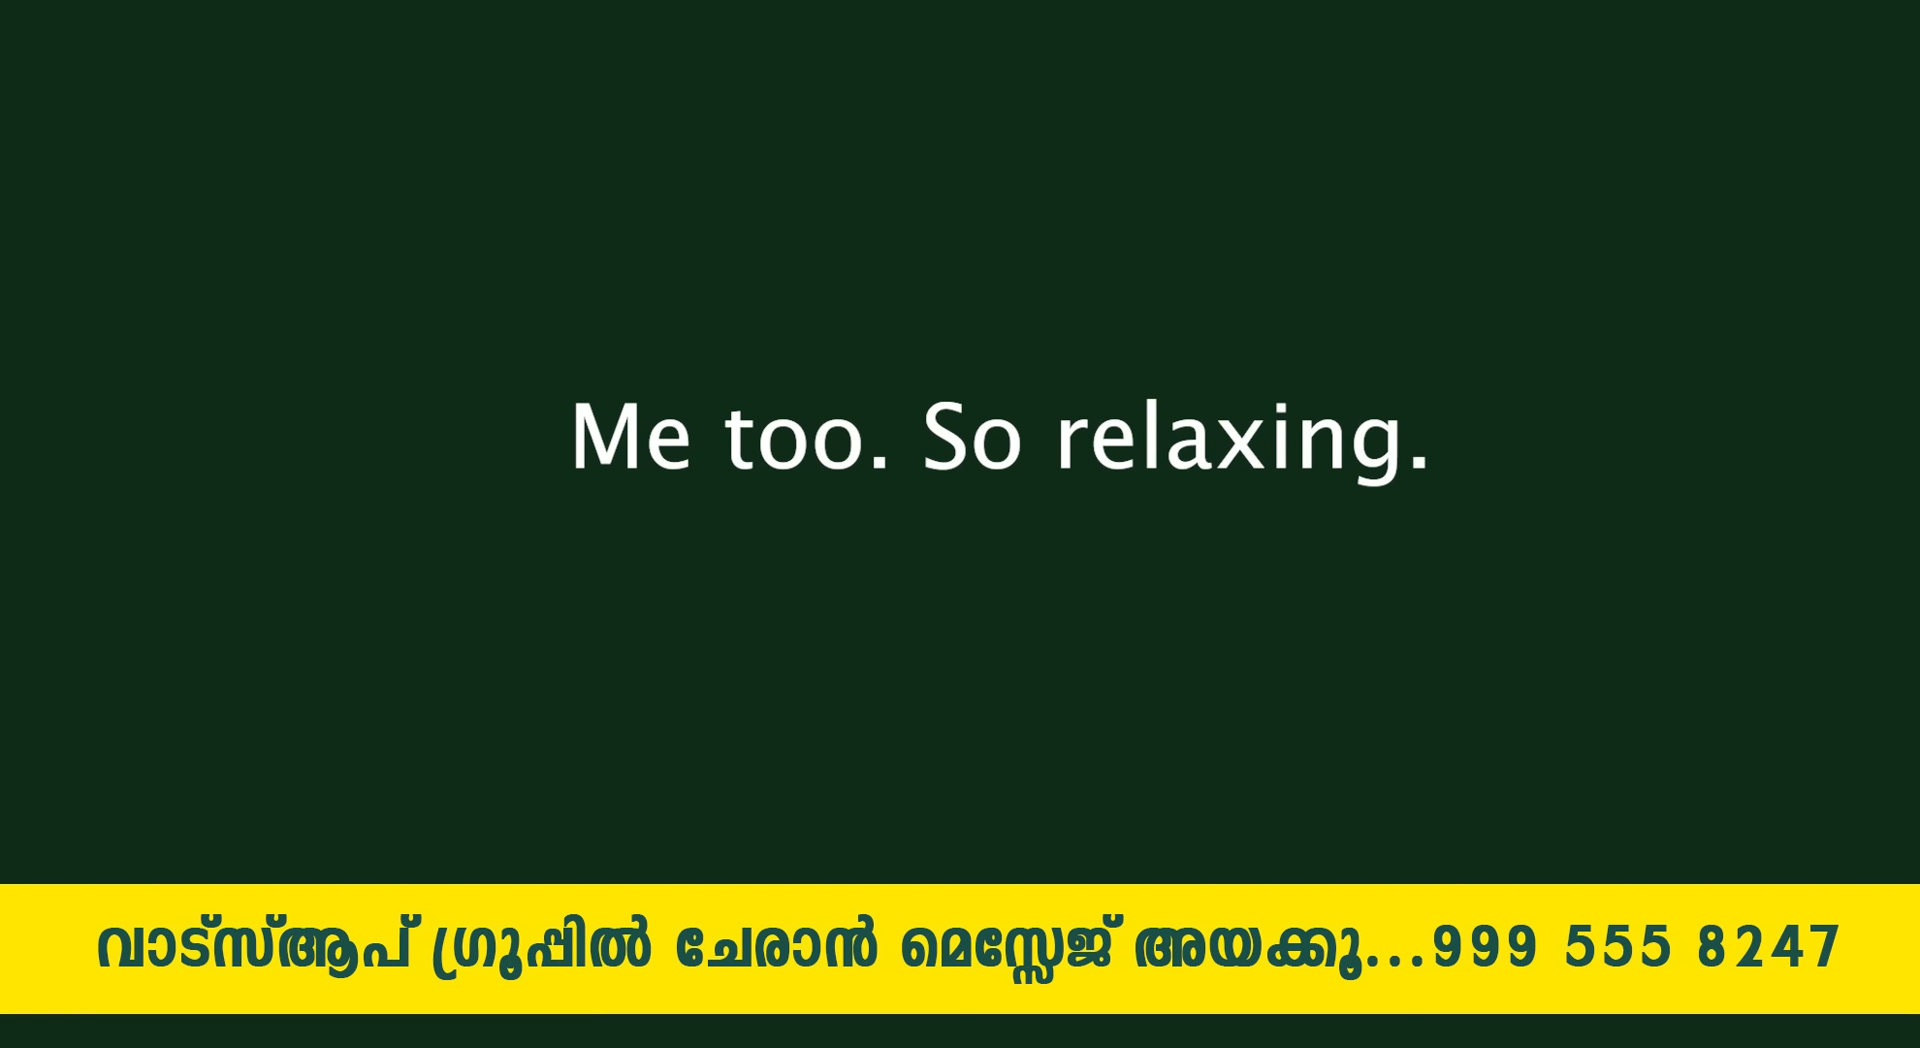 Me too. So relaxing.
വാട്സ്ആപ് ഗ്രൂപ്പിൽ ചേരാൻ മെസ്സേജ് അയക്കൂ...999 555 8247